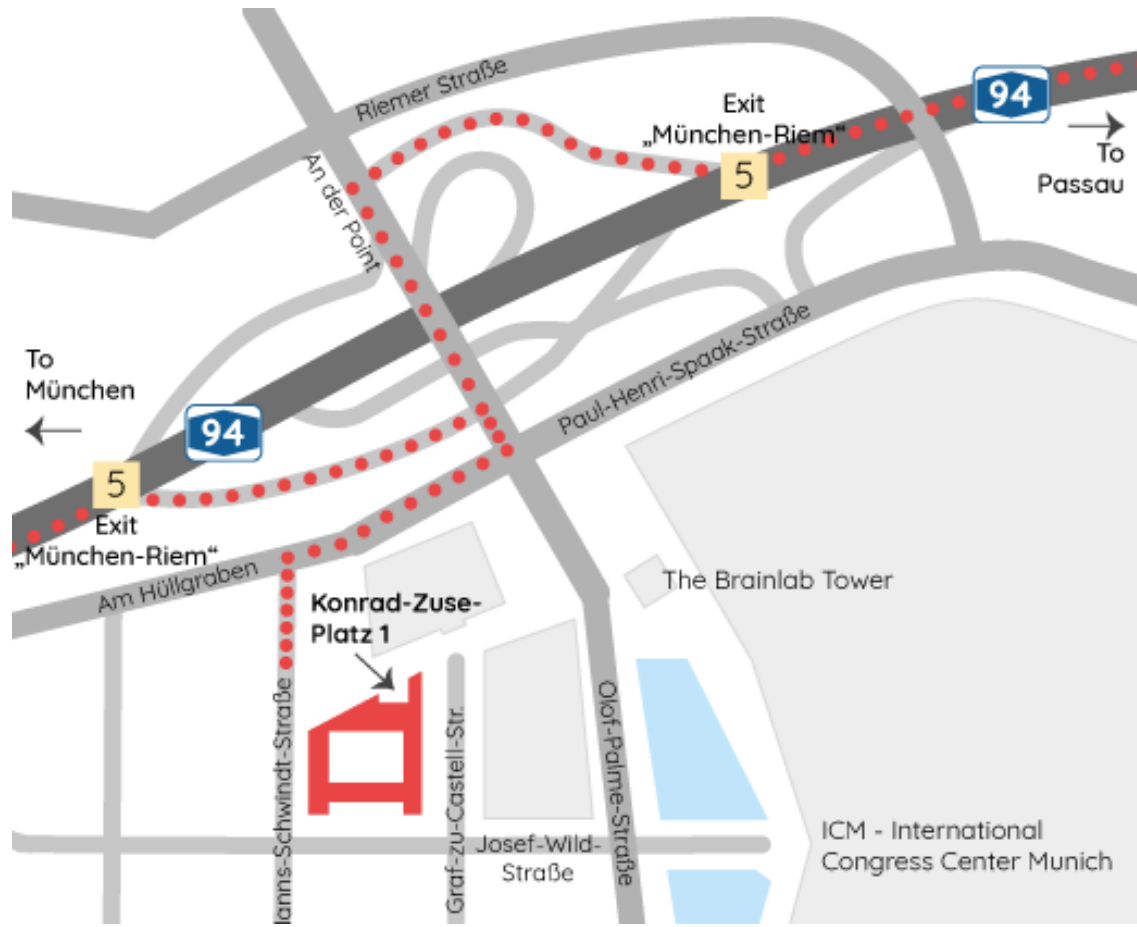 Riemer Straße
94
Exit
„München-Riem“
5
To
Passau
An der Point
To
München
94
5
Exit
„München-Riem“
Paul-Henri-Spaak-Straße
Am Hüllgraben
The Brainlab Tower
Konrad-Zuse-
Platz 1
Hanns-Schwindt-Straße
Graf-zu-Castell-Str.
Olof-Palme-Straße
Josef-Wild-
Straße
ICM - International
Congress Center Munich